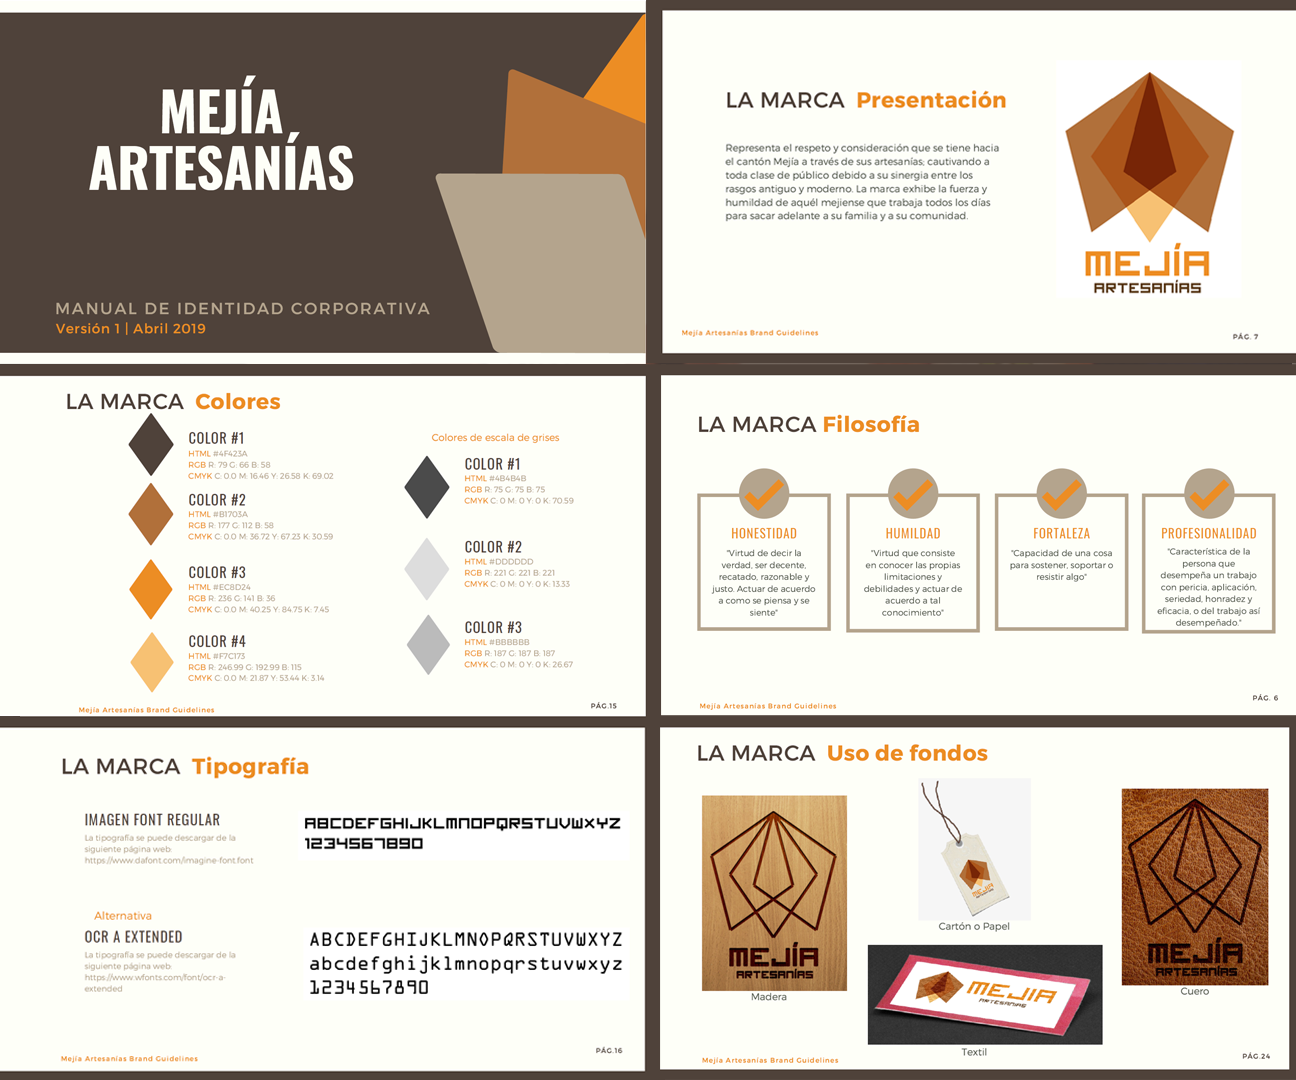 MEJÍA
ARTESANÍAS
MANUAL DE IDENTIDAD CORPORATIVA
Versión 1 | Abril 2019
LA MARCA Presentación
Representa el respeto y consideración que se tiene hacia
el cantón Mejía a través de sus artesanías; cautivando a
toda clase de público debido a su sinergia entre los
rasgos antiguo y moderno. La marca exhibe la fuerza y
humildad de aquél mejiense que trabaja todos los días
para sacar adelante a su familia y a su comunidad.
MEJÍA
ARTESANÍAS
Mejía Artesanías Brand Guidelines
PÁG. 7
LA MARCA Colores
COLOR #1
HTML #4F423A
RGB R: 79 G: 66 B: 58
CMYK C: 0.0 M: 16.46 Y: 26.58 K: 69.02
COLOR #2
HTML #B1703A
RGB R: 177 G: 112 B: 58
CMYK C: 0.0 M: 36.72 Y: 67.23 K: 30.59
COLOR #3
HTML #EC8D24
RGB R: 236 G: 141 B: 36
CMYK C: 0.0 M: 40.25 Y: 84.75 K: 7.45
COLOR #4
HTML #F7C173
RGB R: 246.99 G: 192.99 B: 115
CMYK C: 0.0 M: 21.87 Y: 53.44 K: 3.14
Colores de escala de grises
COLOR #1
HTML #4B4B4B
RGB R: 75 G: 75 B: 75
CMYK C: 0 M: 0 Y: 0 K: 70.59
COLOR #2
HTML #DDDDDD
RGB R: 221 G: 221 B: 221
CMYK C: 0 M: 0 Y: 0 K: 13.33
COLOR #3
HTML #BBBBBB
RGB R: 187 G: 187 B: 187
CMYK C: 0 M: 0 Y: 0 K: 26.67
Mejía Artesanías Brand Guidelines
PÁG.15
LA MARCA Filosofía
HONESTIDAD
"Virtud de decir la
verdad, ser decente,
recatado, razonable y
justo. Actuar de acuerdo
a como se piensa y se
siente"
HUMILDAD
"Virtud que consiste
en conocer las propias
limitaciones y
debilidades y actuar de
acuerdo a tal
conocimiento"
FORTALEZA
"Capacidad de una cosa
para sostener, soportar o
resistir algo"
PROFESIONALIDAD
"Característica de la
persona que
desempeña un trabajo
con pericia, aplicación,
seriedad, honradez y
eficacia, o del trabajo así
desempeñado."
Mejía Artesanías Brand Guidelines
PÁG. 6
LA MARCA Tipografía
IMAGEN FONT REGULAR
La tipografía se puede descargar de la
siguiente página web:
https://www.dafont.com/imagine-font.font
ABCDEFGHIJKLMNOPQRSTUVWXYZ
1234567890
Alternativa
OCR A EXTENDED
La tipografía se puede descargar de la
siguiente página web:
https://www.wfonts.com/font/ocr-a-
extended
ABCDEFGHIJKLMNOPQRSTUVWXYZ
abcdefghijklmnopqrstuvwxyz
1234567890
Mejía Artesanías Brand Guidelines
PÁG.16
LA MARCA Uso de fondos
MEJÍA
ARTESANÍAS
Madera
Cartón o Papel
MEJÍA
ARTESANÍAS
Textil
MEJÍA
ARTESANÍAS
Cuero
Mejía Artesanías Brand Guidelines
PÁG.24